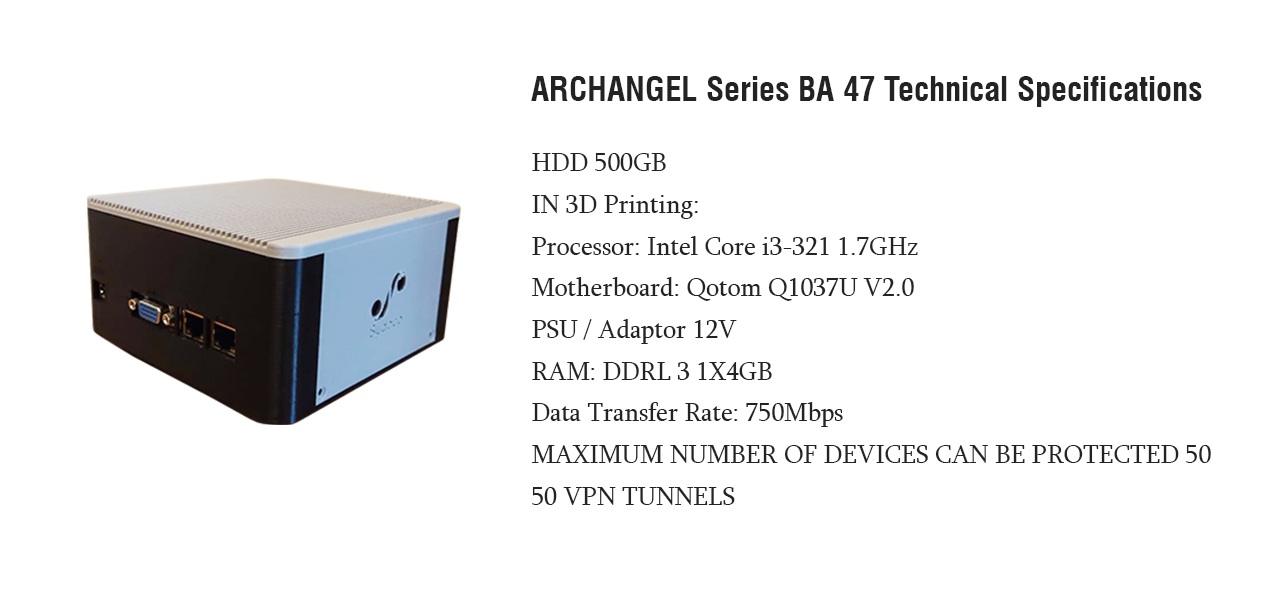 ARCHANGEL Series BA 47 Technical Specifications
HDD 500GB
IN 3D Printing:
Processor: Intel Core i3-321 1.7GHz
Motherboard: Qotom Q1037U V2.0
PSU / Adaptor 12V
RAM: DDRL 3 1X4GB
Data Transfer Rate: 750Mbps
MAXIMUM NUMBER OF DEVICES CAN BE PROTECTED 50
50 VPN TUNNELS